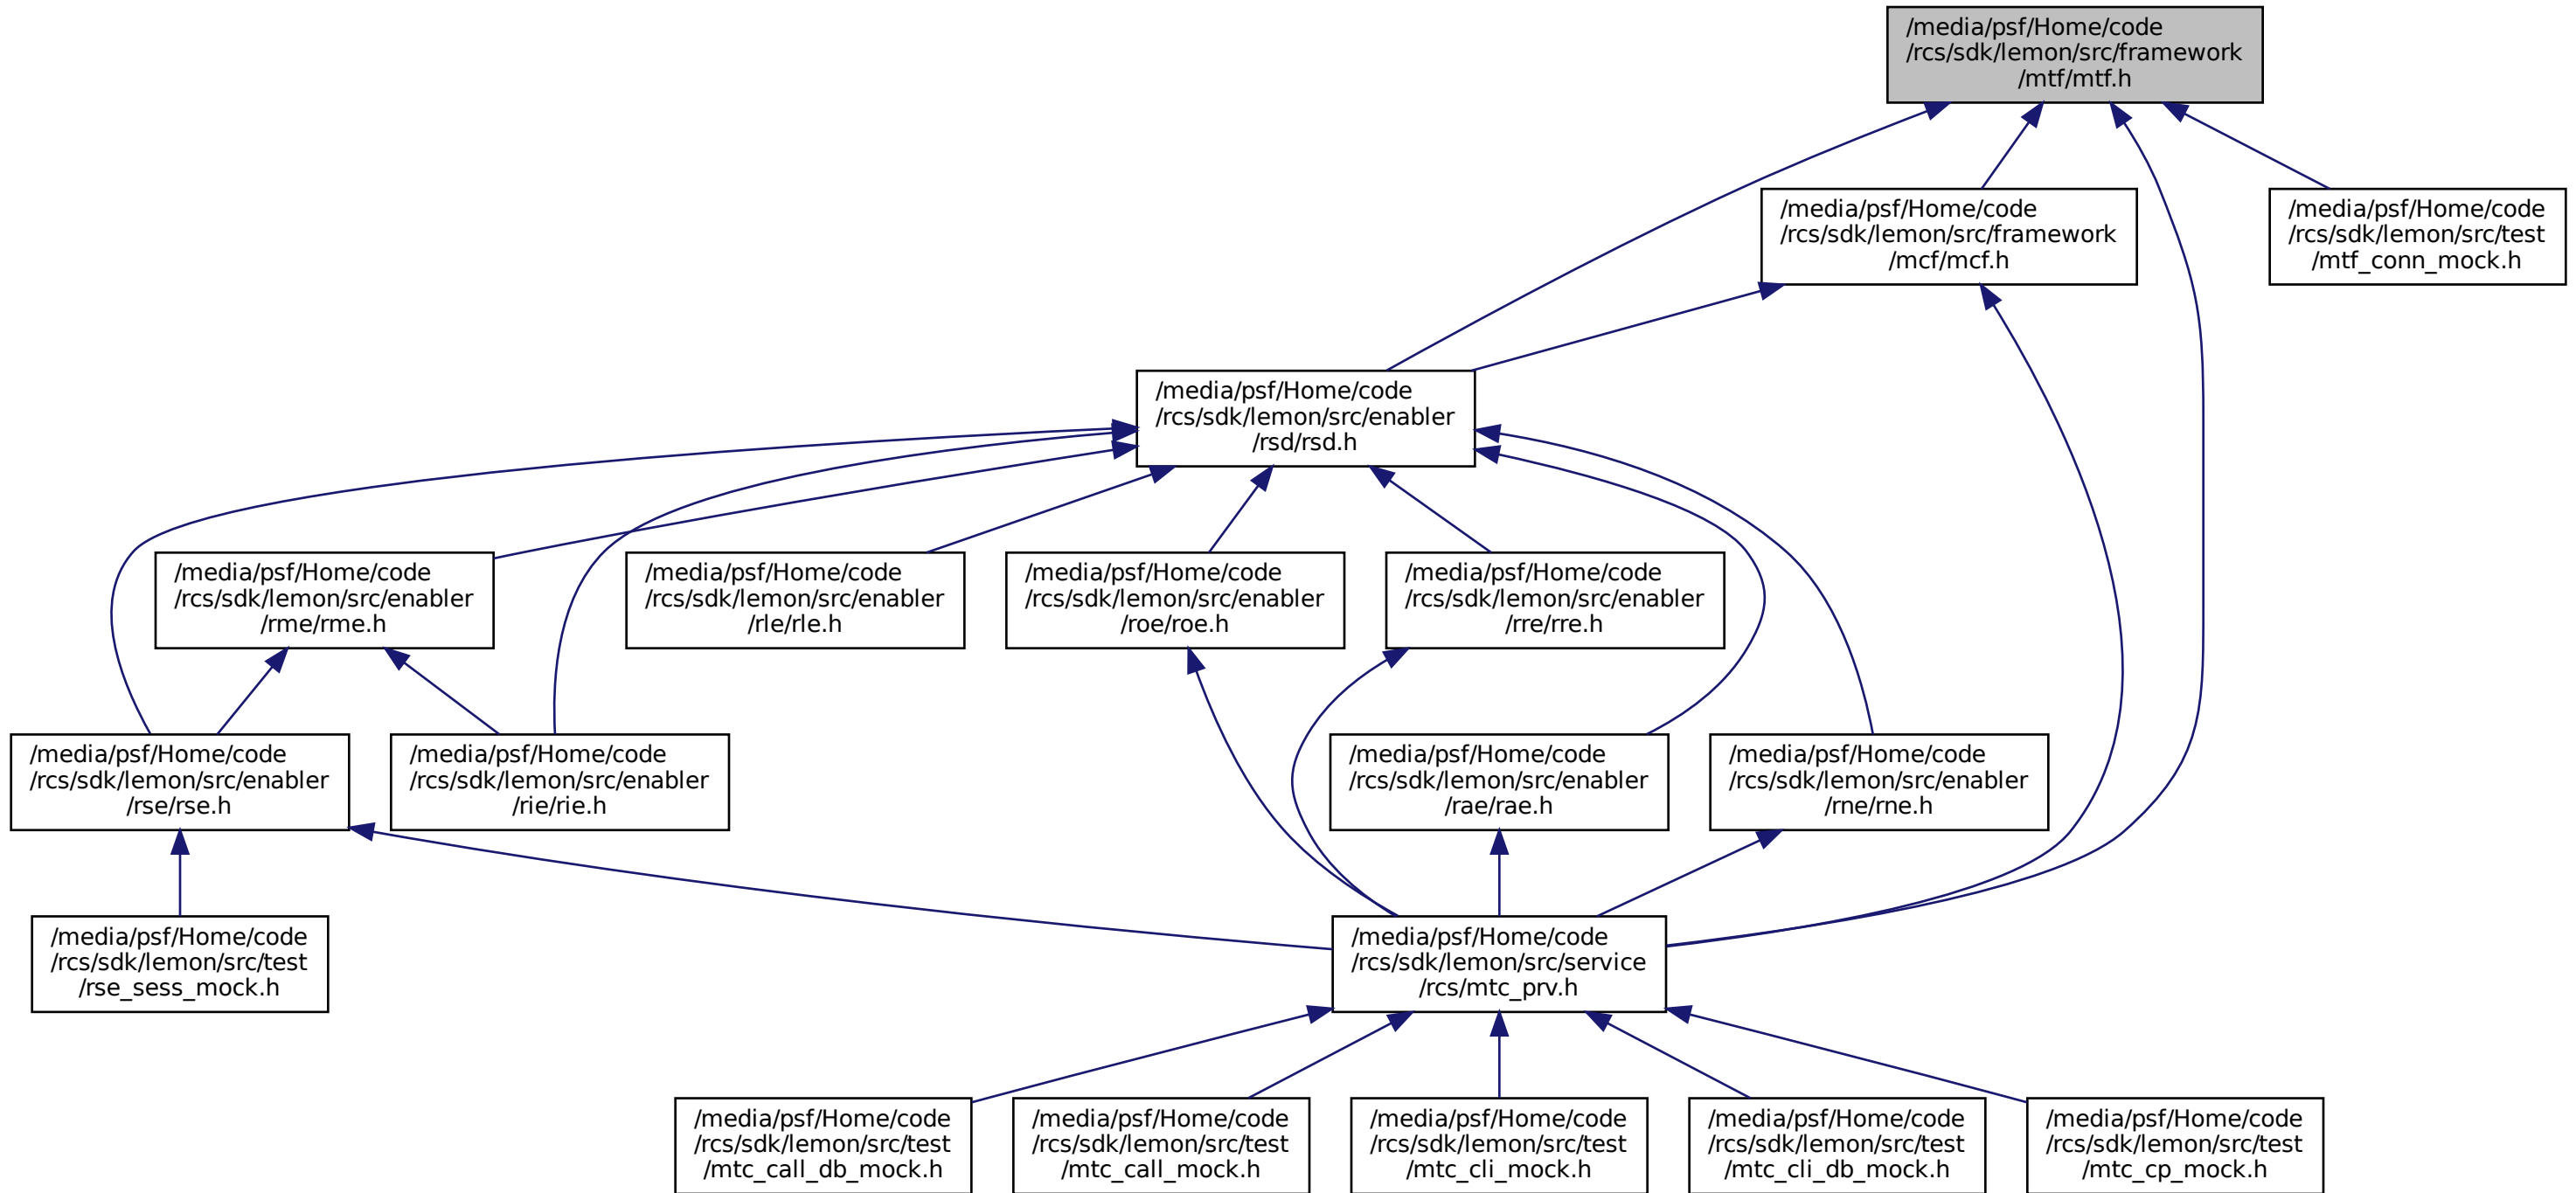 /media/psf/Home/code
/rcs/sdk/lemon/src/framework
/mtf/mtf.h
/media/psf/Home/code
/rcs/sdk/lemon/src/framework
/mcf/mcf.h
/media/psf/Home/code
/rcs/sdk/lemon/src/test
/mtf_conn_mock.h
/media/psf/Home/code
/rcs/sdk/lemon/src/enabler
/rsd/rsd.h
/media/psf/Home/code
/rcs/sdk/lemon/src/enabler
/rme/rme.h
/media/psf/Home/code
/rcs/sdk/lemon/src/enabler
/rle/rle.h
/media/psf/Home/code
/rcs/sdk/lemon/src/enabler
/roe/roe.h
/media/psf/Home/code
/rcs/sdk/lemon/src/enabler
/rre/rre.h
/media/psf/Home/code
/rcs/sdk/lemon/src/enabler
/rse/rse.h
/media/psf/Home/code
/rcs/sdk/lemon/src/enabler
/rie/rie.h
/media/psf/Home/code
/rcs/sdk/lemon/src/enabler
/rae/rae.h
/media/psf/Home/code
/rcs/sdk/lemon/src/enabler
/rne/rne.h
/media/psf/Home/code
/rcs/sdk/lemon/src/test
/rse_sess_mock.h
/media/psf/Home/code
/rcs/sdk/lemon/src/service
/rcs/mtc_prv.h
/media/psf/Home/code
/rcs/sdk/lemon/src/test
/mtc_call_db_mock.h
/media/psf/Home/code
/rcs/sdk/lemon/src/test
/mtc_call_mock.h
/media/psf/Home/code
/rcs/sdk/lemon/src/test
/mtc_cli_mock.h
/media/psf/Home/code
/rcs/sdk/lemon/src/test
/mtc_cli_db_mock.h
/media/psf/Home/code
/rcs/sdk/lemon/src/test
/mtc_cp_mock.h